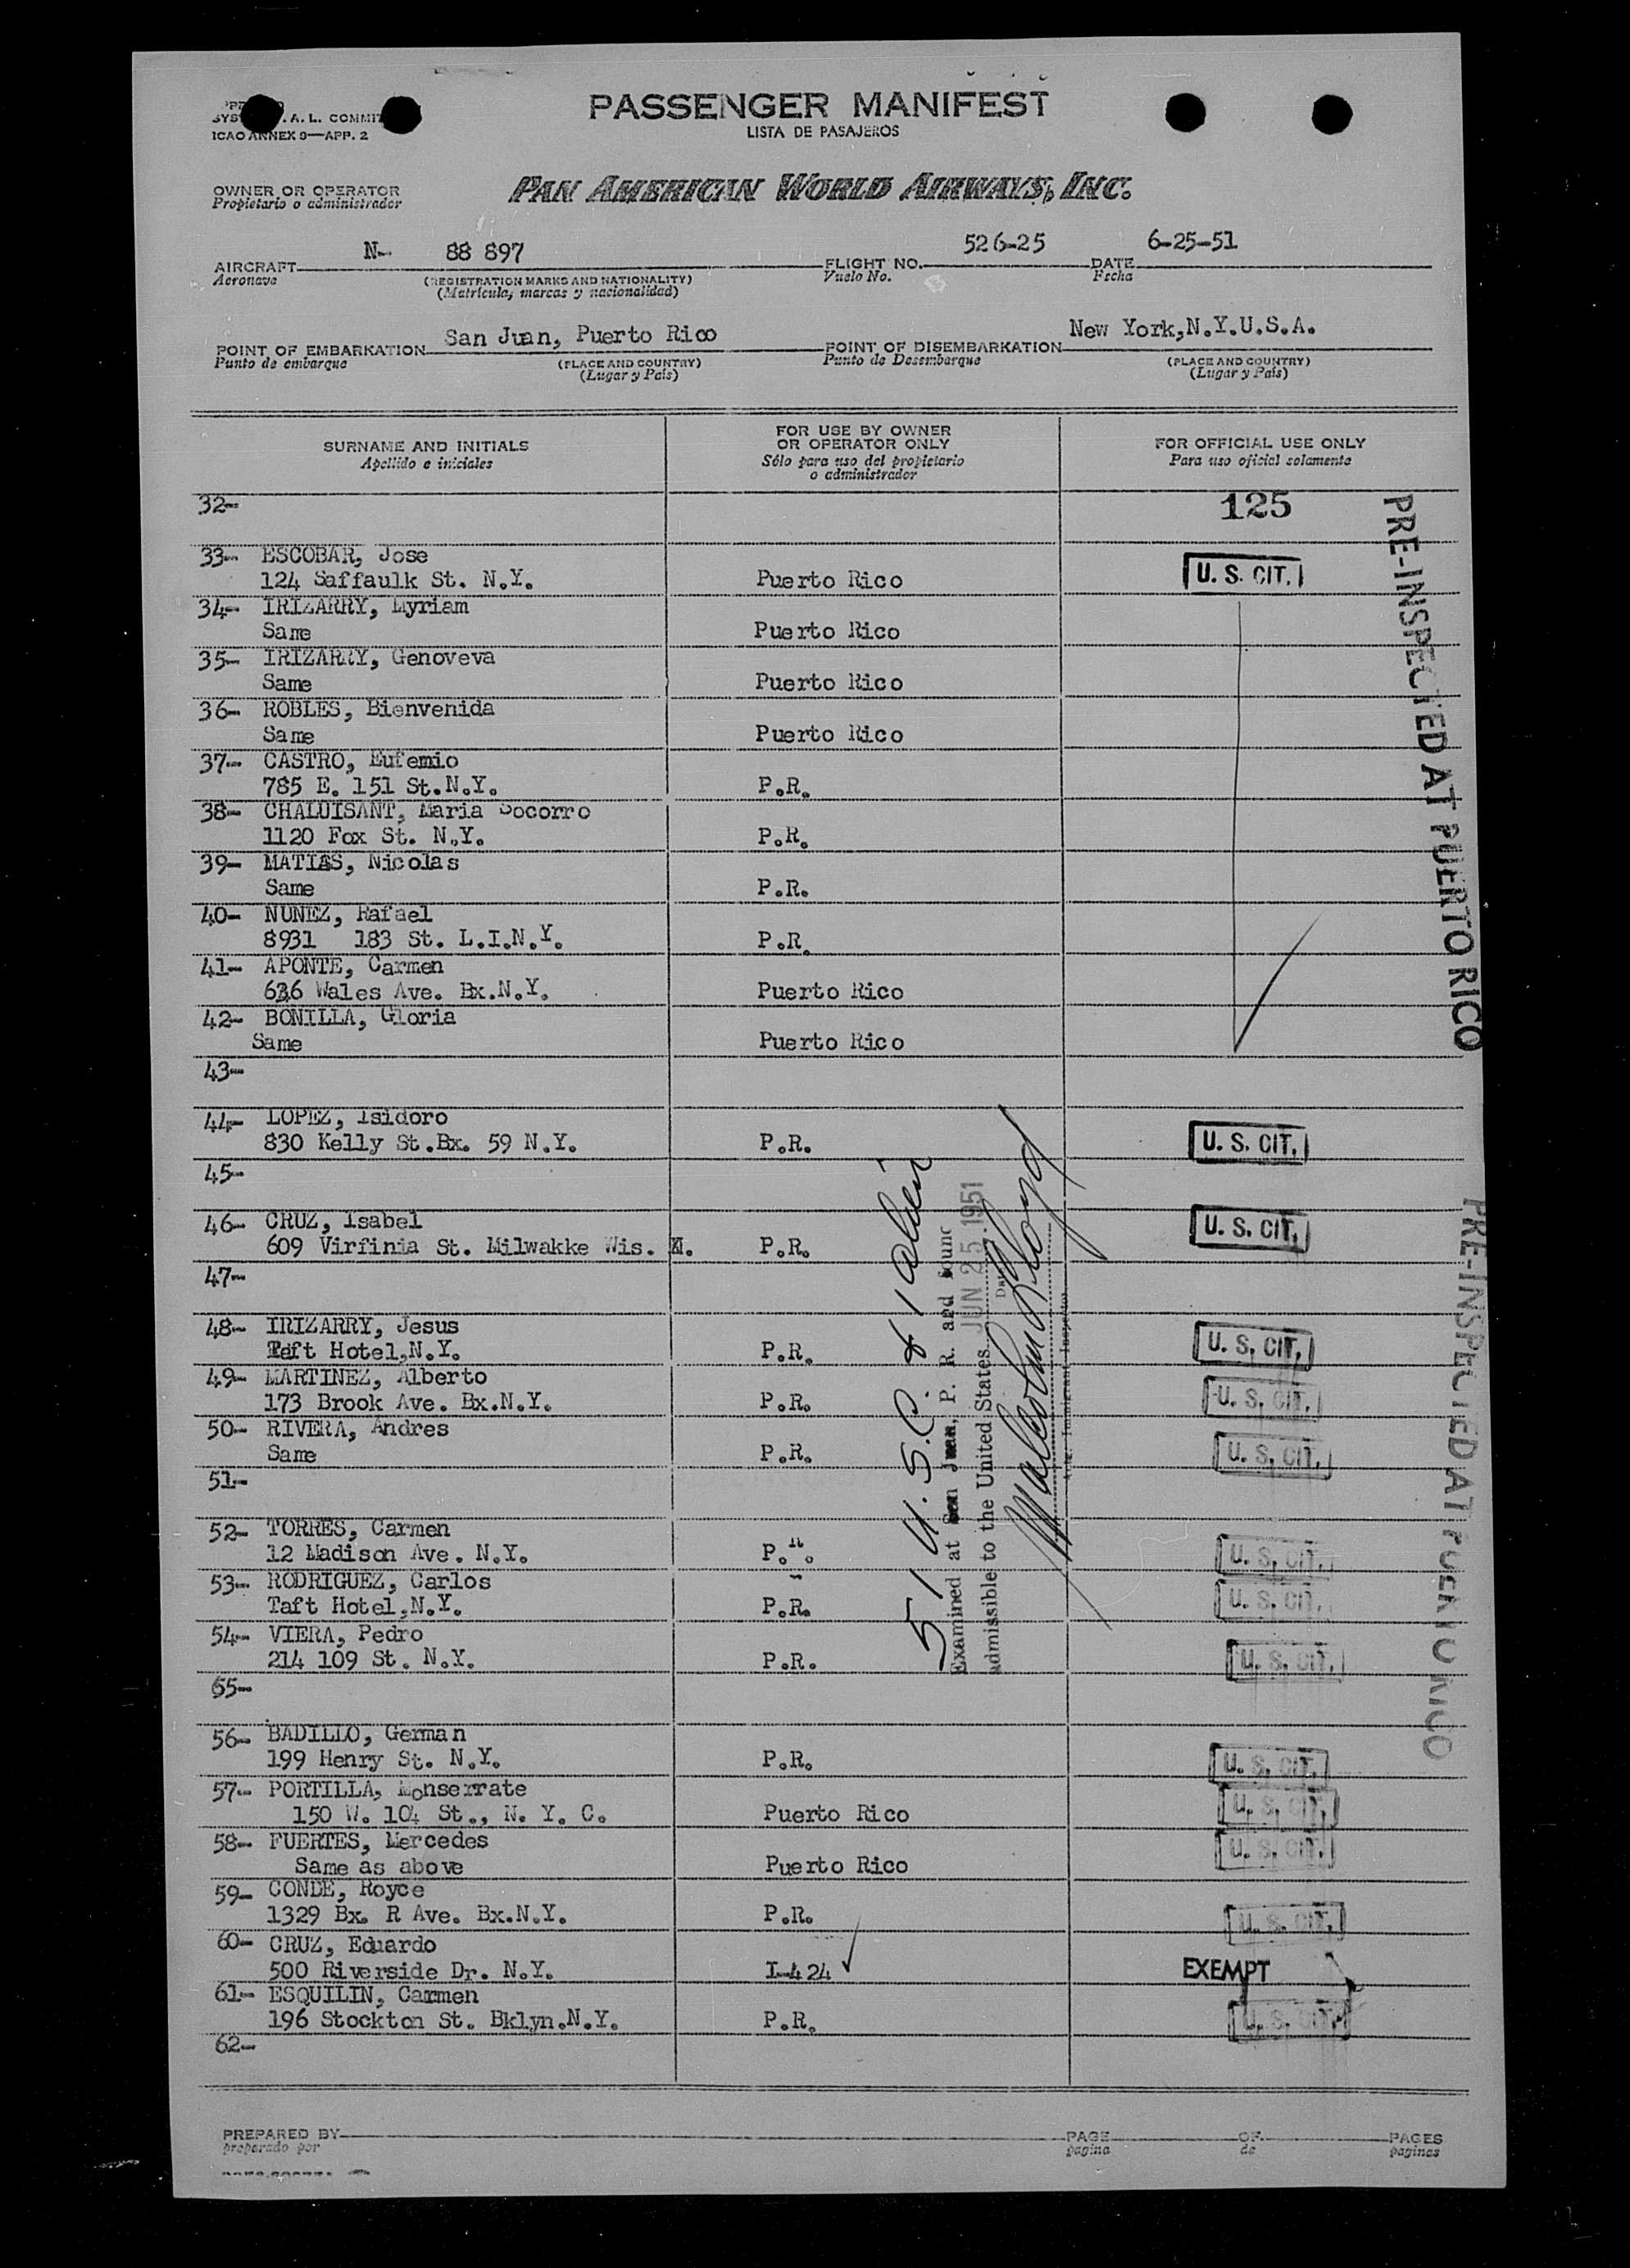 A. L. COMMIT
ICAO ANNEX 9—APP. 2
PASSENGER MANIFEST
LISTA DE PASAJEROS
OWNER OR OPERATOR
Propietario o administrador
PAN AMERICAN WORLD AIRWAYS, INC.
AIRCRAFT N- 88 897 FLIGHT NO. 526-25 DATE 6-25-51
Aeronave (REGISTRATION MARKS AND NATIONALITY) Vuelo No. Fecha
(Matricula, marcas y nacionalidad)
POINT OF EMBARKATION San Juan, Puerto Rico POINT OF DISEMBARKATION New York,N.Y.U.S.A.
Punto de embarque (PLACE AND COUNTRY) Punto de Desembarque (PLACE AND COUNTRY)
(Lugar y País) (Lugar y País)
SURNAME AND INITIALS FOR USE BY OWNER OR OPERATOR ONLY FOR OFFICIAL USE ONLY
Apellido e iniciales Sólo para uso del propietario o administrador Para uso oficial solamente
32- 125
33- ESCOBAR, Jose
124 Saffaulk St. N.Y. Puerto Rico U. S. CIT.
34- IRIZARRY, Myriam
Same Puerto Rico
35- IRIZARRY, Genoveva
Same Puerto Rico
36- ROBLES, Bienvenida
Same Puerto Rico
37- CASTRO, Eufemio
785 E. 151 St.N.Y. P.R.
38- CHALUISANT, Maria Socorro
1120 Fox St. N.Y. P.R.
39- MATIAS, Nicolas
Same P.R.
40- NUNEZ, Rafael
8931 183 St. L.I.N.Y. P.R.
41- APONTE, Carmen
636 Wales Ave. Bx.N.Y. Puerto Rico
42- BONILLA, Gloria
Same Puerto Rico
43-
44- LOPEZ, Isidoro
830 Kelly St.Bx. 59 N.Y. P.R. U. S. CIT.
45-
46- CRUZ, Isabel
609 Virfinia St. Milwakke Wis. P.R. U. S. CIT.
47-
48- IRIZARRY, Jesus
Taft Hotel,N.Y. P.R. U. S. CIT.
49- MARTINEZ, Alberto
173 Brook Ave. Bx.N.Y. P.R. U. S. CIT.
50- RIVERA, Andres
Same P.R. U. S. CIT.
51-
52- TORRES, Carmen
12 Madison Ave. N.Y. P.R. U. S. CIT.
53- RODRIGUEZ, Carlos
Taft Hotel,N.Y. P.R. U. S. CIT.
54- VIERA, Pedro
214 109 St. N.Y. P.R. U. S. CIT.
55-
56- BADILLO, German
199 Henry St. N.Y. P.R. U. S. CIT.
57- PORTILLA, Monserrate
150 W. 104 St., N. Y. C. Puerto Rico U. S. CIT.
58- FUERTES, Mercedes
Same as above Puerto Rico U. S. CIT.
59- CONDE, Royce
1329 Bx. R Ave. Bx.N.Y. P.R. U. S. CIT.
60- CRUZ, Eduardo
500 Riverside Dr. N.Y. I-424 EXEMPT
61- ESQUILIN, Carmen
196 Stockton St. Bklyn.N.Y. P.R. U. S. CIT.
62-
51 U.S.C. & 1 alien
Examined at San Juan, P. R. and found
admissible to the United States JUN 25 1951
Date
Malcolm Lloyd
Immigrant Inspector
PRE-INSPECTED AT PUERTO RICO
PRE-INSPECTED AT PUERTO RICO
PREPARED BY PAGE OF PAGES
preparado por pagina de paginas